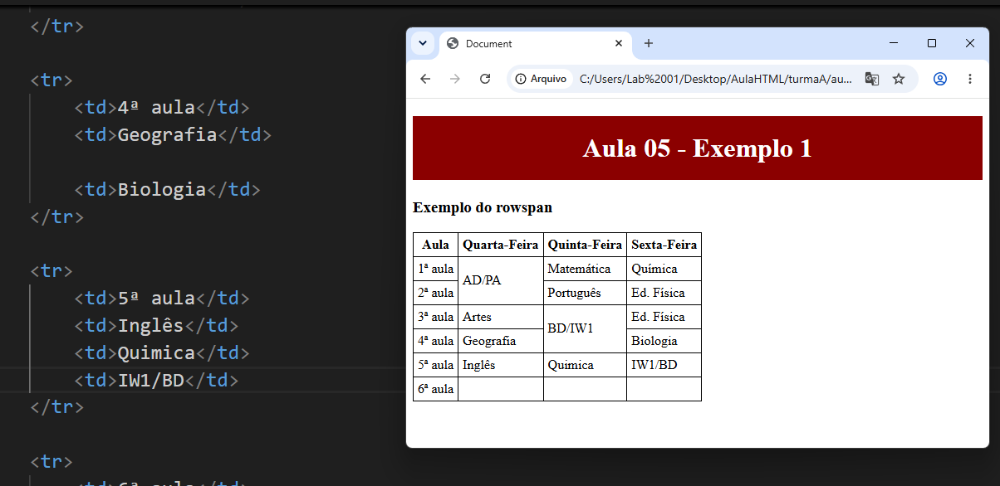 </tr>
<tr>
<td>4ª aula</td>
<td>Geografia</td>
<td>Biologia</td>
</tr>
<tr>
<td>5ª aula</td>
<td>Inglês</td>
<td>Quimica</td>
<td>IW1/BD</td>
</tr>
<tr>
<td>6ª aula</td>
Document
Arquivo C:/Users/Lab%2001/Desktop/AulaHTML/turmaA/au...
Aula 05 - Exemplo 1
Exemplo do rowspan
Aula Quarta-Feira Quinta-Feira Sexta-Feira
1ª aula AD/PA Matemática Química
2ª aula Português Ed. Física
3ª aula Artes BD/IW1 Ed. Física
4ª aula Geografia Biologia
5ª aula Inglês Quimica IW1/BD
6ª aula